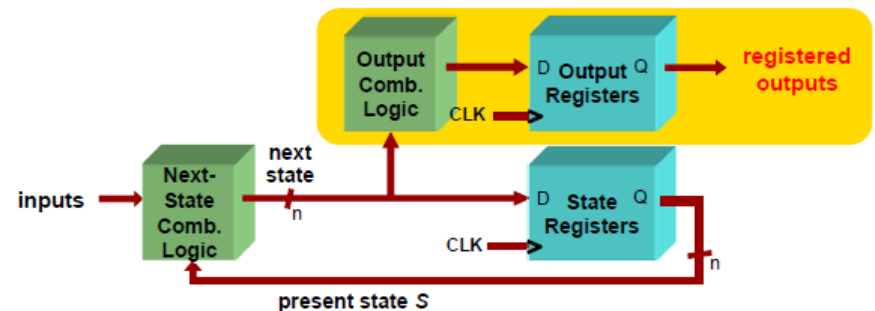 Output
Comb.
Logic
D
Output
Registers
Q
CLK
registered
outputs
inputs
Next-
State
Comb.
Logic
next
state
n
D
State
Registers
Q
CLK
n
present state S